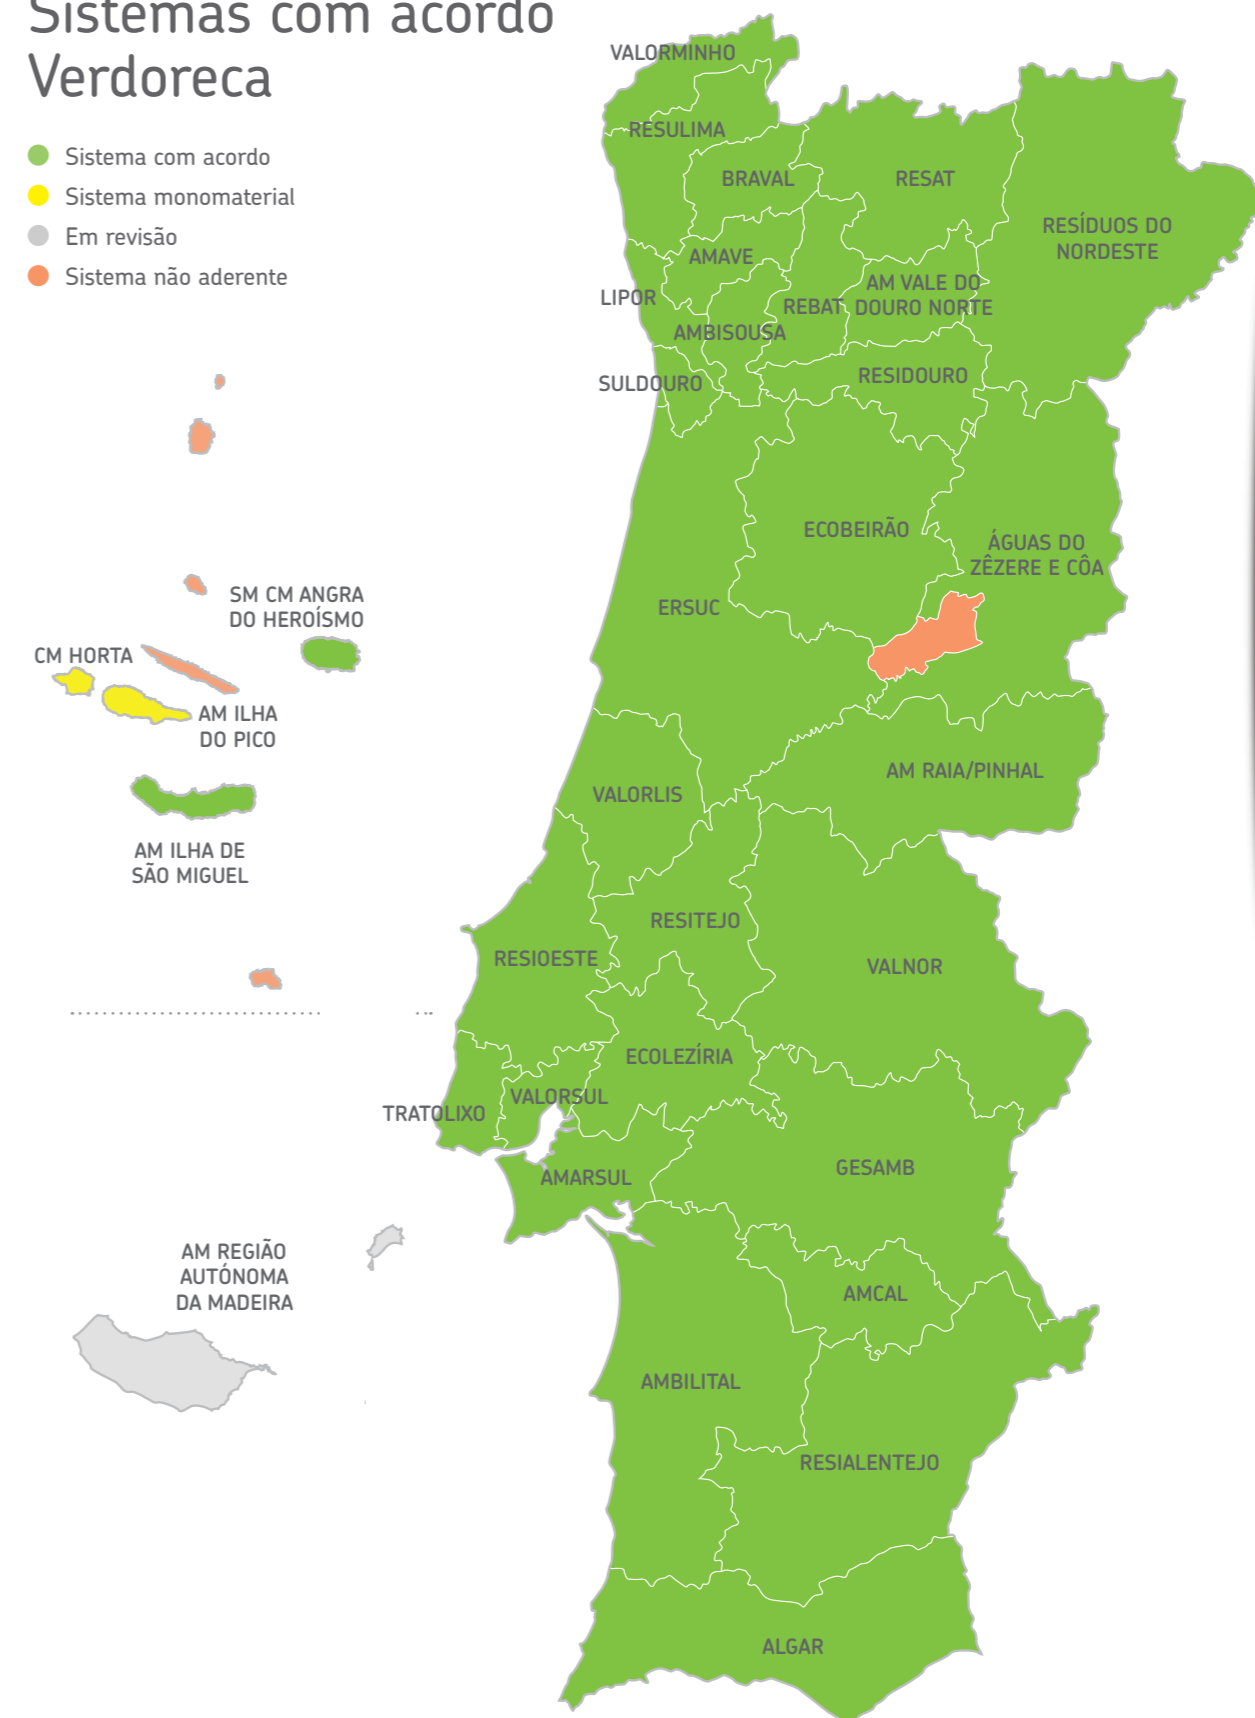 Sistemas com acordo
Verdoreca
Sistema com acordo
Sistema monomaterial
Em revisão
Sistema não aderente
VALORMINHO
RESULIMA
BRAVAL
RESAT
RESÍDUOS DO
NORDESTE
AMAVE
LIPOR
AM VALE DO
DOURO NORTE
REBAT
AMBISOUSA
SULDOURO
RESIDOURO
ECOBEIRÃO
ÁGUAS DO
ZÊZERE E CÔA
ERSUC
SM CM ANGRA
DO HEROÍSMO
CM HORTA
AM ILHA
DO PICO
AM RAIA/PINHAL
VALORLIS
AM ILHA DE
SÃO MIGUEL
RESITEJO
RESIOESTE
VALNOR
ECOLEZÍRIA
VALORSUL
TRATOLIXO
GESAMB
AMARSUL
AM REGIÃO
AUTÓNOMA
DA MADEIRA
AMCAL
AMBILITAL
RESIALENTEJO
ALGAR